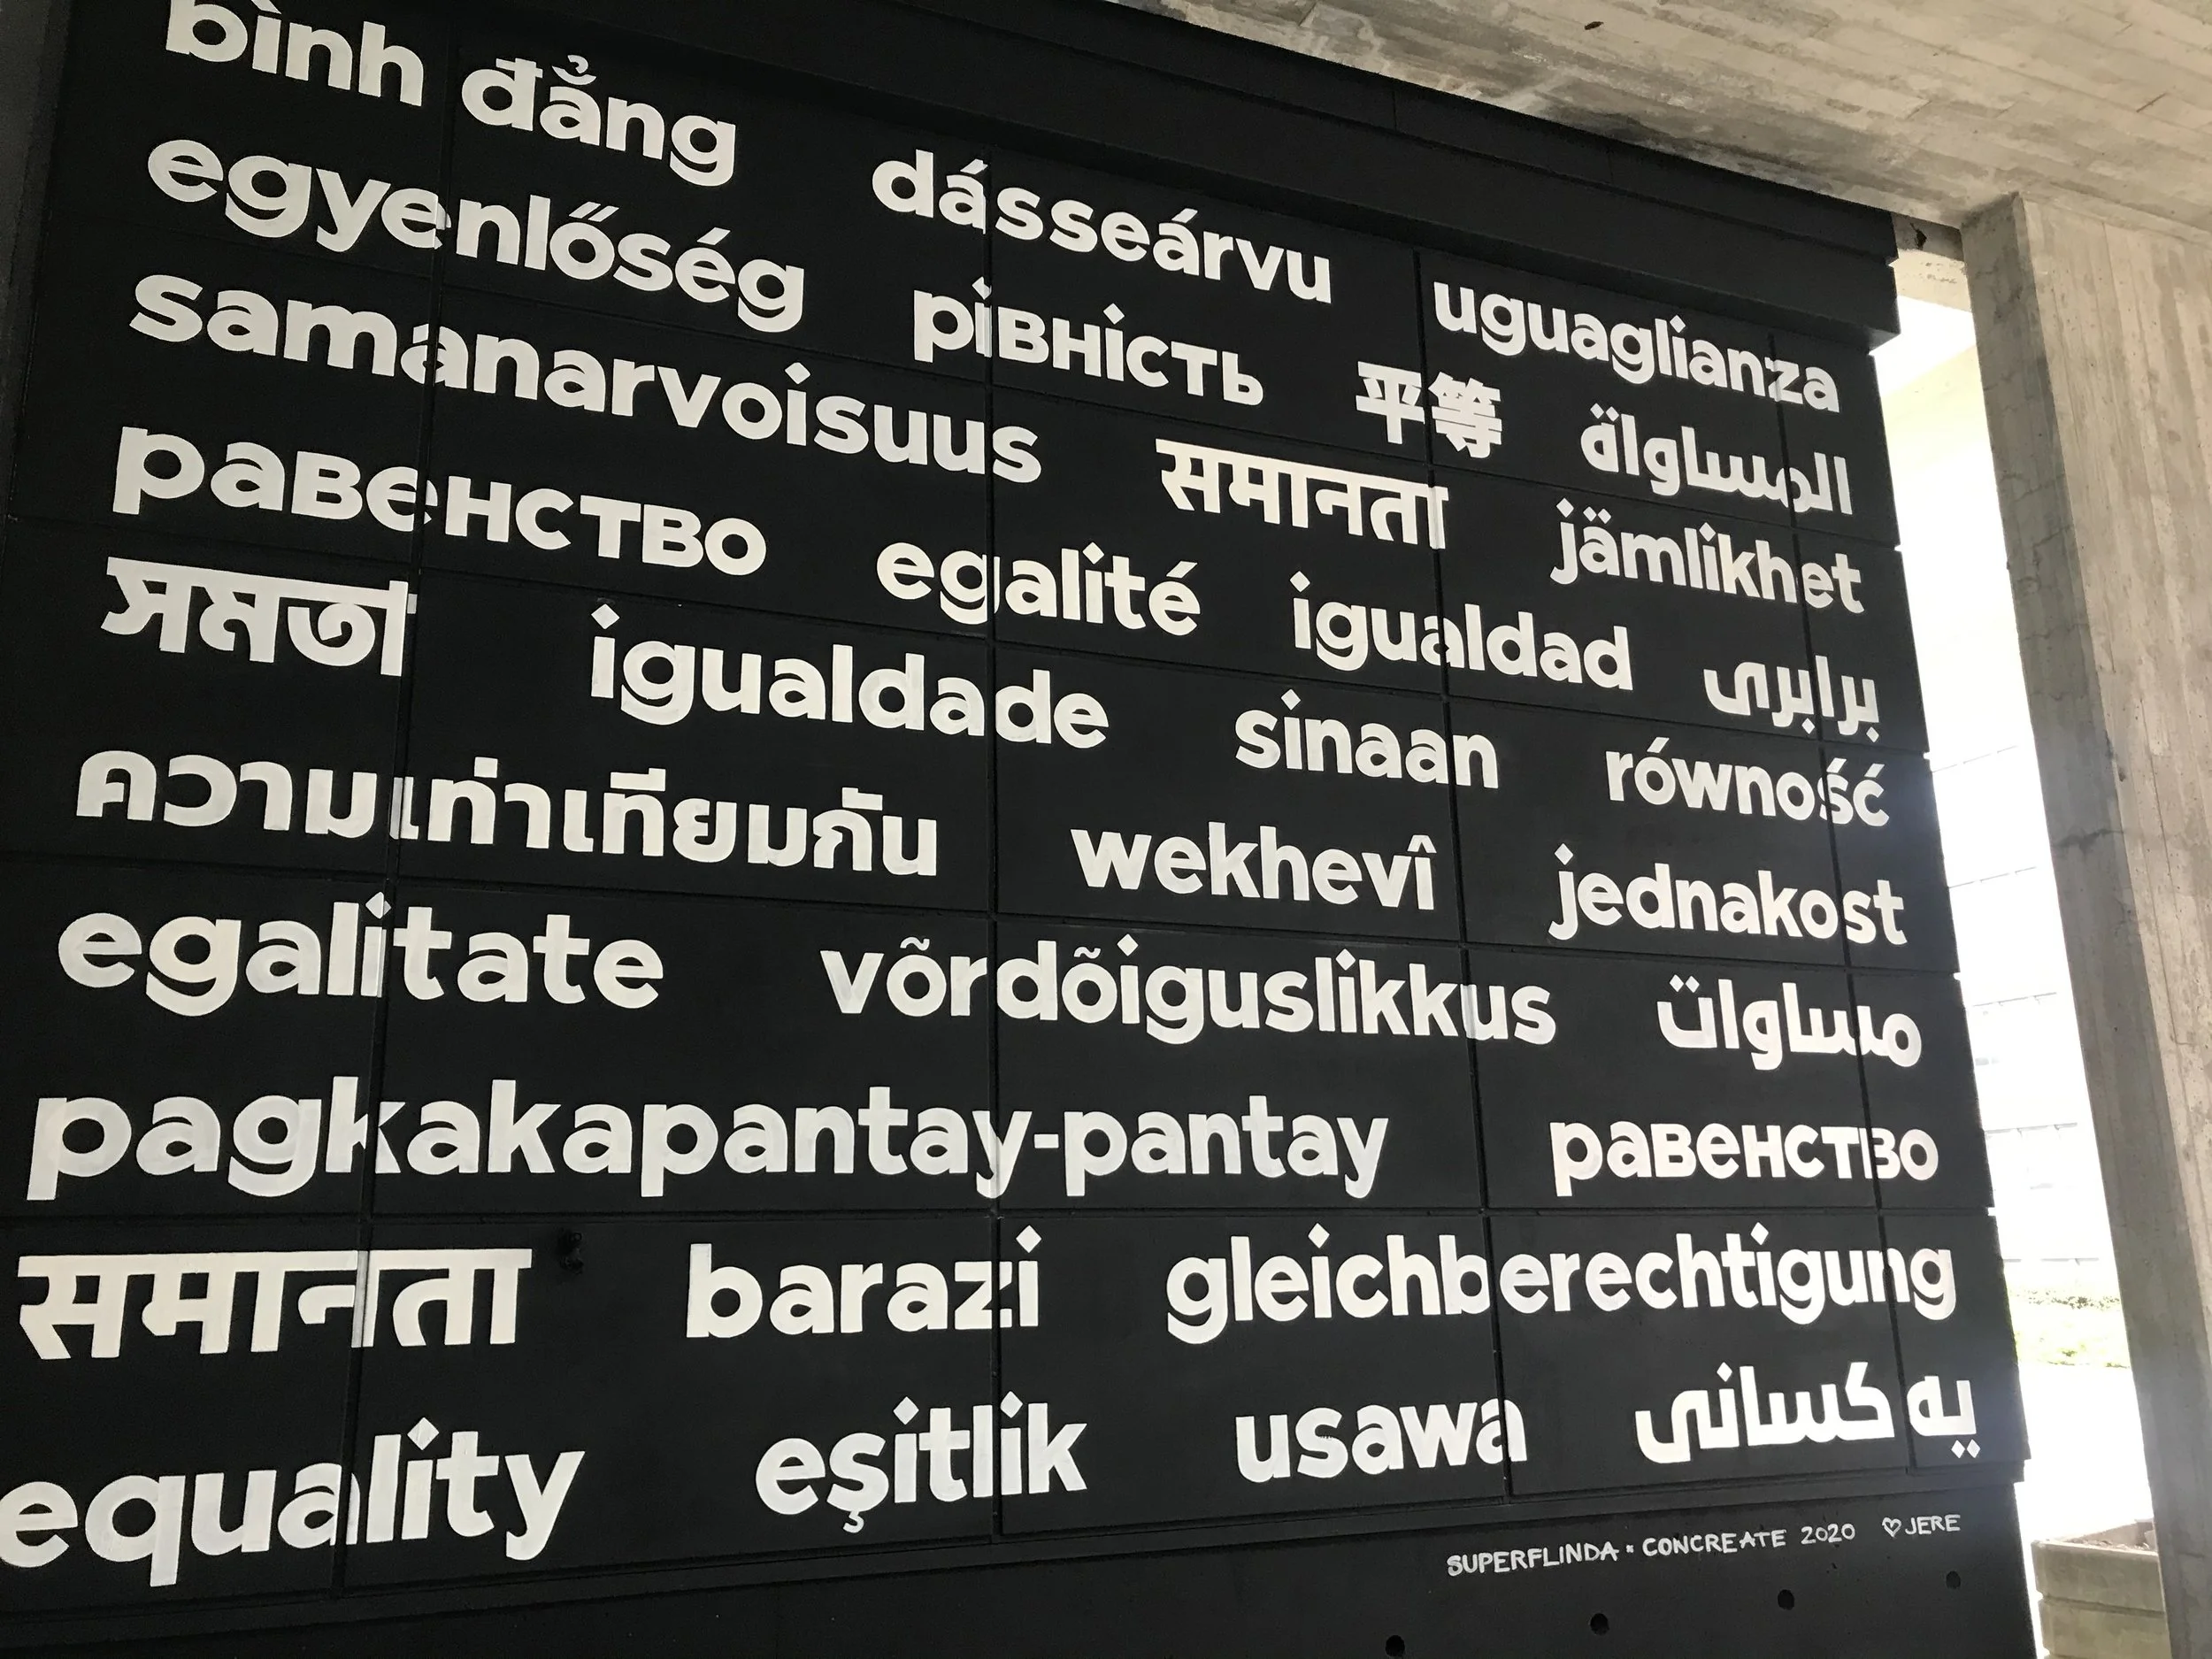 bình đẳng dásseárvu uguaglianza
egyenlőség рівність 平等 المساواة
samanarvoisuus समानता jämlikhet
равенство egalité igualdad برابری
সমতা igualdade sinaan równość
ความเท่าเทียมกัน wekhevî jednakost
egalitate võrdõiguslikkus مساوات
pagkakapantay-pantay равенство
समानता barazi gleichberechtigung
equality eşitlik usawa یه کسانی
SUPERFLINDA × CONCREATE 2020 ♡JERE